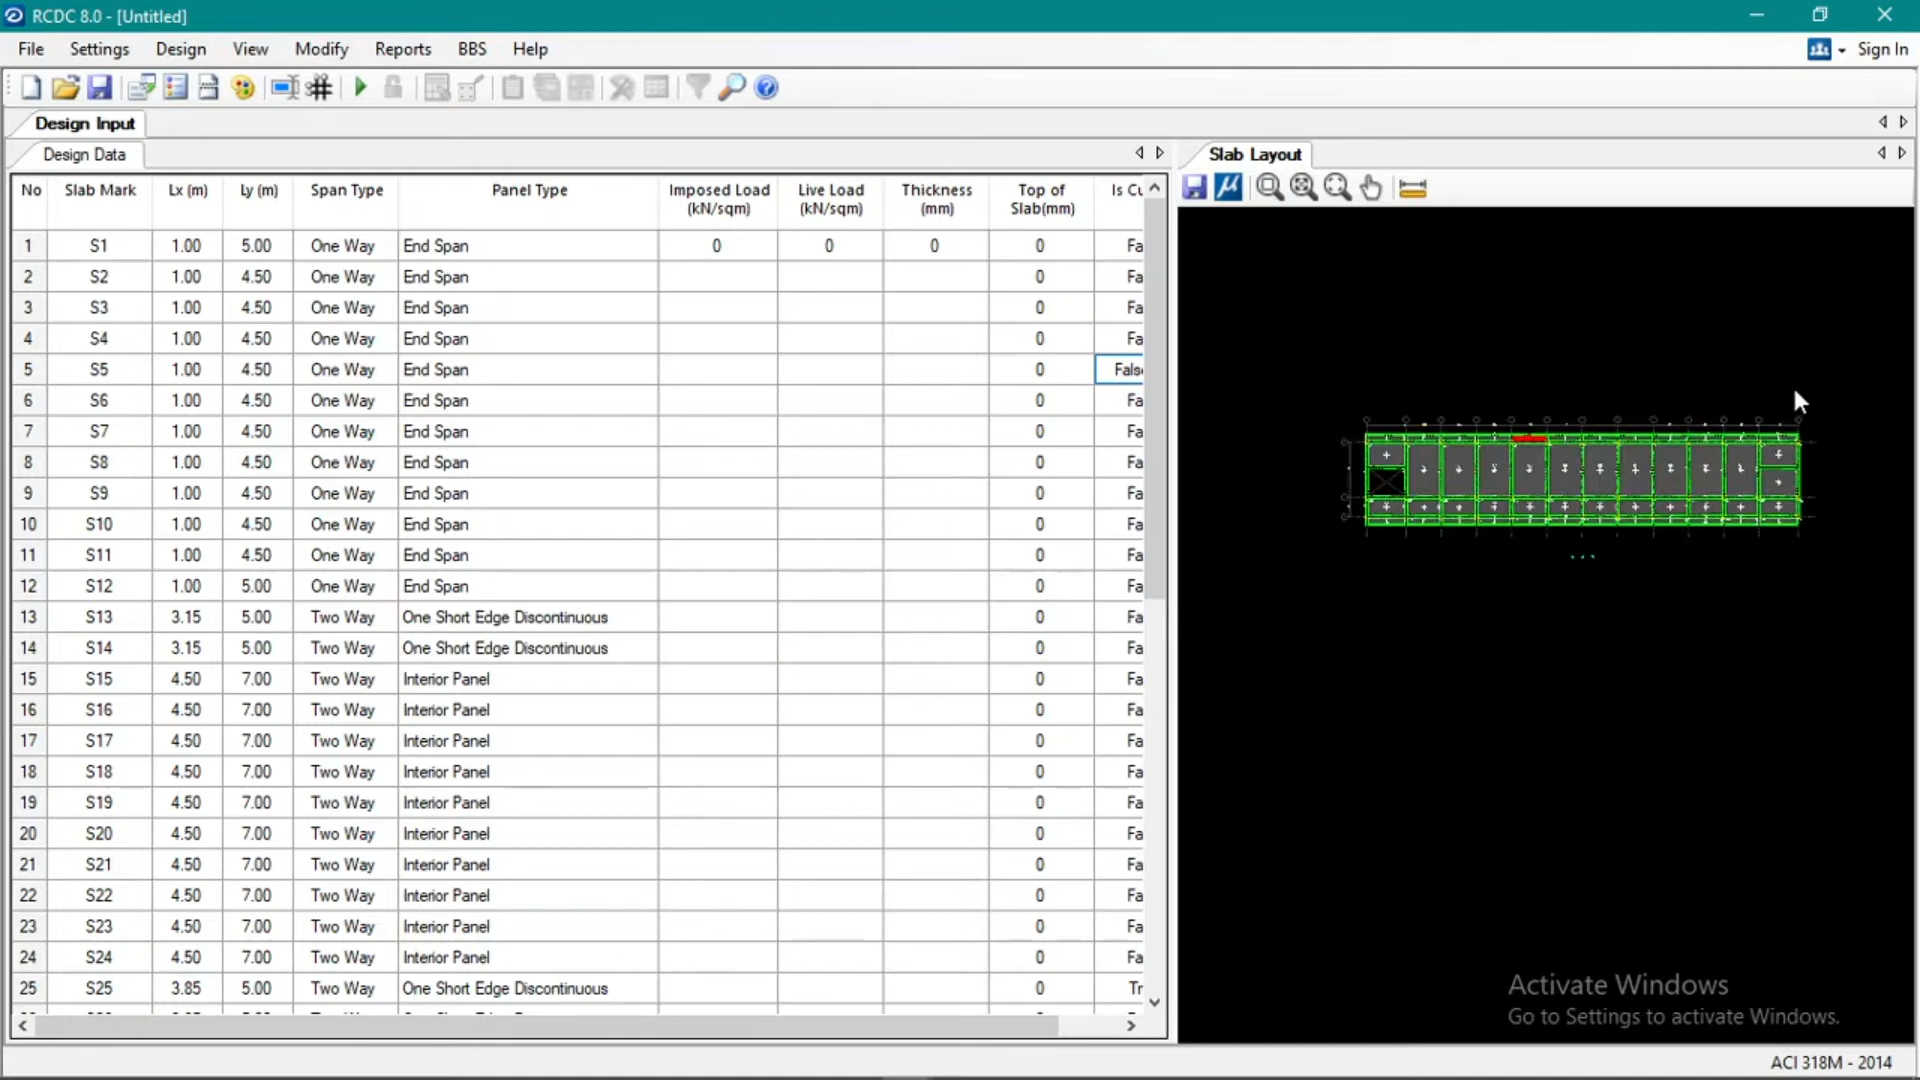 RCDC 8.0 - [Untitled]
File Settings Design View Modify Reports BBS Help Sign In
Design Input
Design Data
Slab Layout
No Slab Mark Lx (m) Ly (m) Span Type Panel Type Imposed Load (kN/sqm) Live Load (kN/sqm) Thickness (mm) Top of Slab(mm) Is Cu
1 S1 1.00 5.00 One Way End Span 0 0 0 0 Fa
2 S2 1.00 4.50 One Way End Span 0 Fa
3 S3 1.00 4.50 One Way End Span 0 Fa
4 S4 1.00 4.50 One Way End Span 0 Fa
5 S5 1.00 4.50 One Way End Span 0 False
6 S6 1.00 4.50 One Way End Span 0 Fa
7 S7 1.00 4.50 One Way End Span 0 Fa
8 S8 1.00 4.50 One Way End Span 0 Fa
9 S9 1.00 4.50 One Way End Span 0 Fa
10 S10 1.00 4.50 One Way End Span 0 Fa
11 S11 1.00 4.50 One Way End Span 0 Fa
12 S12 1.00 5.00 One Way End Span 0 Fa
13 S13 3.15 5.00 Two Way One Short Edge Discontinuous 0 Fa
14 S14 3.15 5.00 Two Way One Short Edge Discontinuous 0 Fa
15 S15 4.50 7.00 Two Way Interior Panel 0 Fa
16 S16 4.50 7.00 Two Way Interior Panel 0 Fa
17 S17 4.50 7.00 Two Way Interior Panel 0 Fa
18 S18 4.50 7.00 Two Way Interior Panel 0 Fa
19 S19 4.50 7.00 Two Way Interior Panel 0 Fa
20 S20 4.50 7.00 Two Way Interior Panel 0 Fa
21 S21 4.50 7.00 Two Way Interior Panel 0 Fa
22 S22 4.50 7.00 Two Way Interior Panel 0 Fa
23 S23 4.50 7.00 Two Way Interior Panel 0 Fa
24 S24 4.50 7.00 Two Way Interior Panel 0 Fa
25 S25 3.85 5.00 Two Way One Short Edge Discontinuous 0 Tr
Activate Windows
Go to Settings to activate Windows.
ACI 318M - 2014